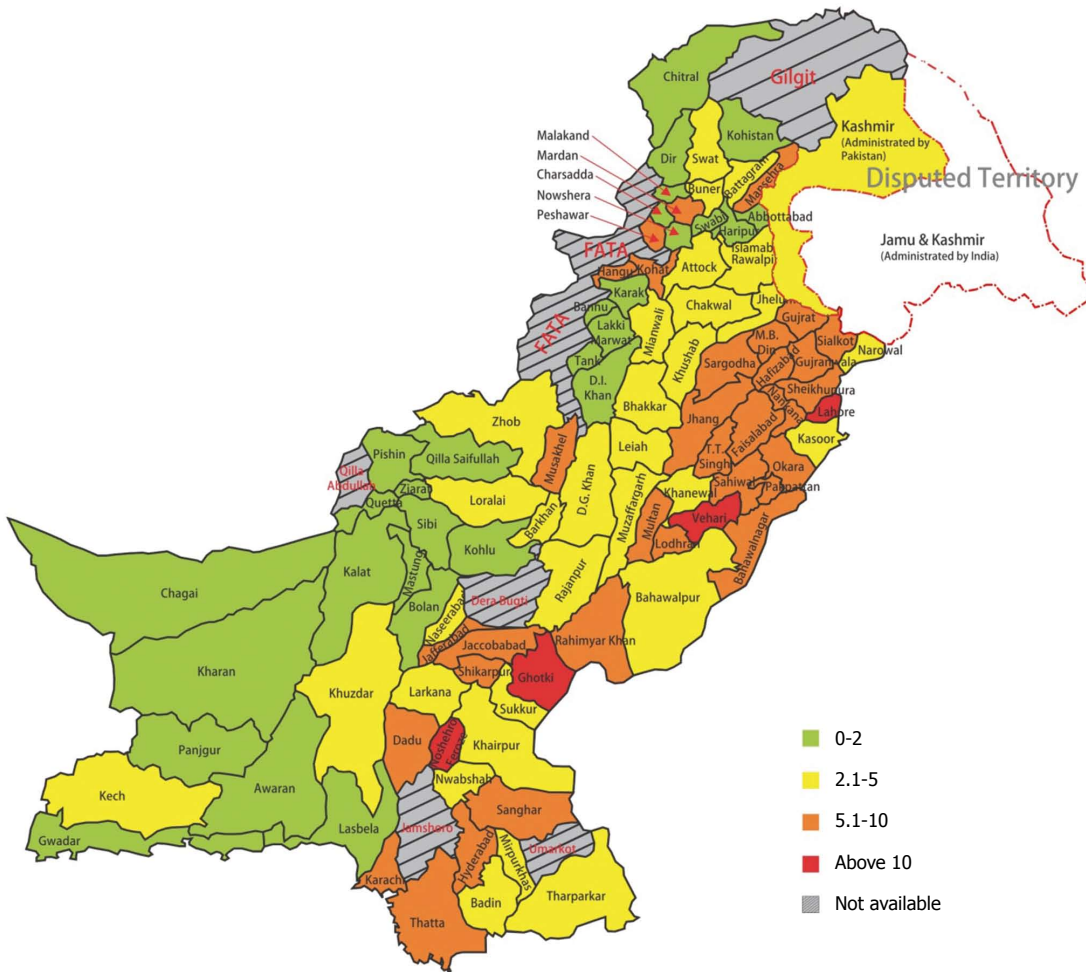 Chitral
Gilgit
Malakand
Mardan
Charsadda
Nowshera
Peshawar
Dir
Swat
Kohistan
Kashmir
(Administrated by
Pakistan)
Disputed Territory
Buner
Battagram
Mansehra
Swabi
Haripur
Abbottabad
Jamu & Kashmir
(Administrated by India)
FATA
Hangu
Kohat
Attock
Islamab
Rawalpi
Karak
Bannu
Lakki
Marwat
FATA
Mianwali
Chakwal
Jhelum
Gujrat
Tank
D.I.
Khan
Khushab
Sargodha
M.B.
Din
Hafizabad
Gujranwala
Sialkot
Narowal
Bhakkar
Sheikhupura
Nankana
Lahore
Zhob
Musakhel
Leiah
Jhang
T.T.
Singh
Faisalabad
Kasoor
Pishin
Qilla Saifullah
Qilla
Abdullah
Ziarat
Quetta
Loralai
Barkhan
D.G. Khan
Muzaffargarh
Khanewal
Sahiwal
Okara
Pakpattan
Multan
Vehari
Lodhran
Bahawalnagar
Sibi
Kohlu
Mastung
Kalat
Chagai
Bolan
Naseerabad
Dera Bugti
Rajanpur
Bahawalpur
Jafferabad
Jaccobabad
Rahimyar Khan
Kharan
Khuzdar
Shikarpur
Ghotki
Larkana
Sukkur
Panjgur
Dadu
Noshehro
Feroze
Khairpur
Kech
Awaran
Nwabshah
Gwadar
Lasbela
Jamshoro
Sanghar
Hyderabad
Mirpurkhas
Umarkot
Karachi
Thatta
Badin
Tharparkar
0-2
2.1-5
5.1-10
Above 10
Not available